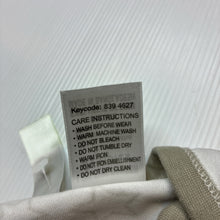 Keycode: 839 4627
CARE INSTRUCTIONS
• WASH BEFORE WEAR
• WARM MACHINE WASH
• DO NOT BLEACH
• DO NOT TUMBLE DRY
• WARM IRON
• DO NOT IRON EMBELLISHMENT
• DO NOT DRY CLEAN